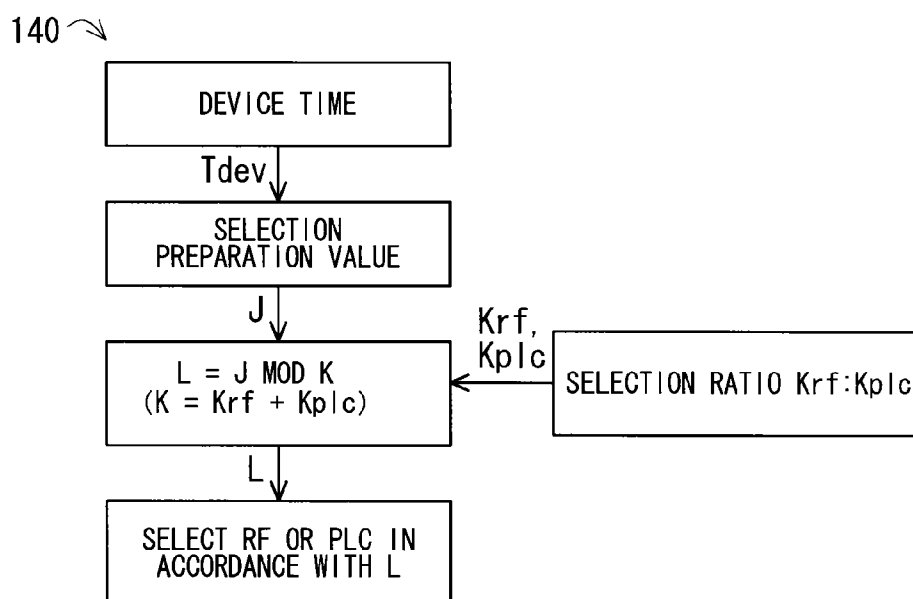 140
DEVICE TIME
Tdev
SELECTION
PREPARATION VALUE
J
Krf,
Kplc
L = J MOD K
(K = Krf + Kplc)
SELECTION RATIO Krf:Kplc
L
SELECT RF OR PLC IN
ACCORDANCE WITH L